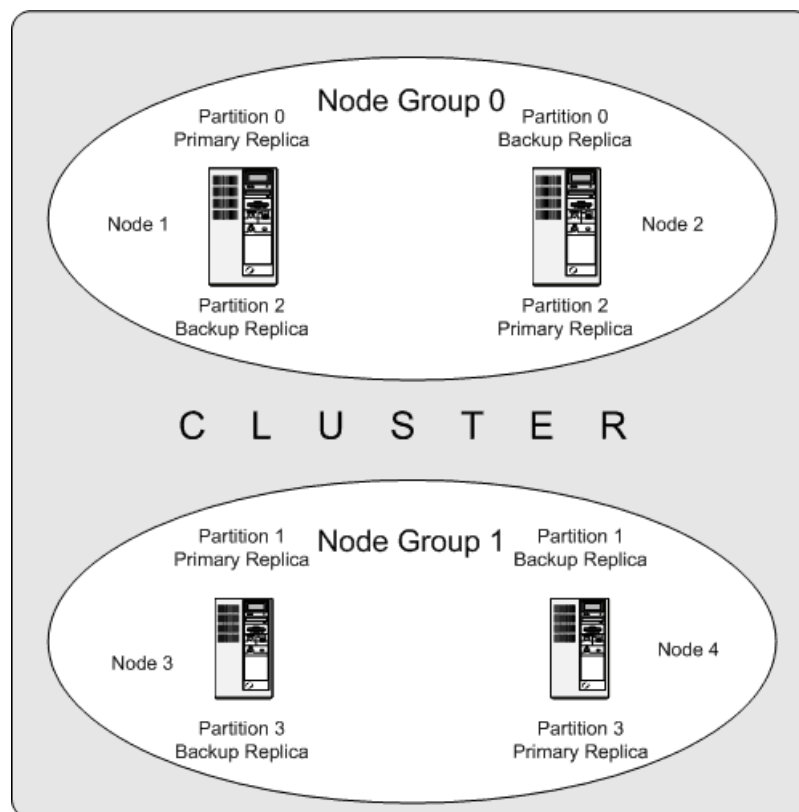 Node Group 0
Partition 0
Primary Replica
Partition 0
Backup Replica
Node 1
Node 2
Partition 2
Backup Replica
Partition 2
Primary Replica
C L U S T E R
Node Group 1
Partition 1
Primary Replica
Partition 1
Backup Replica
Node 3
Node 4
Partition 3
Backup Replica
Partition 3
Primary Replica